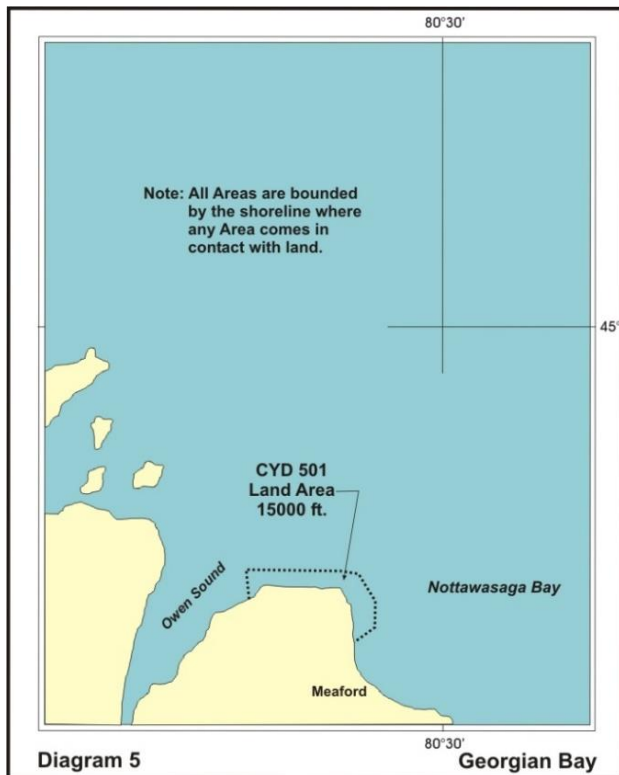 80°30'
Note: All Areas are bounded
by the shoreline where
any Area comes in
contact with land.
45°
CYD 501
Land Area
15000 ft.
Owen Sound
Nottawasaga Bay
Meaford
80°30'
Diagram 5
Georgian Bay